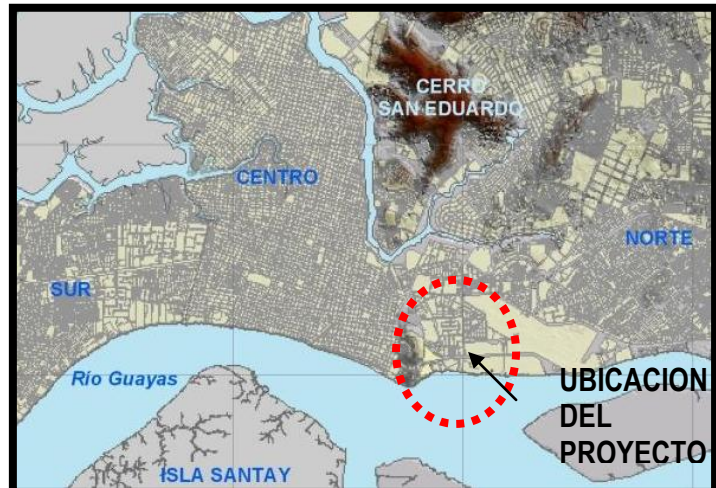 CERRO
SAN EDUARDO
CENTRO
NORTE
SUR
Río Guayas
UBICACION
DEL
PROYECTO
ISLA SANTAY